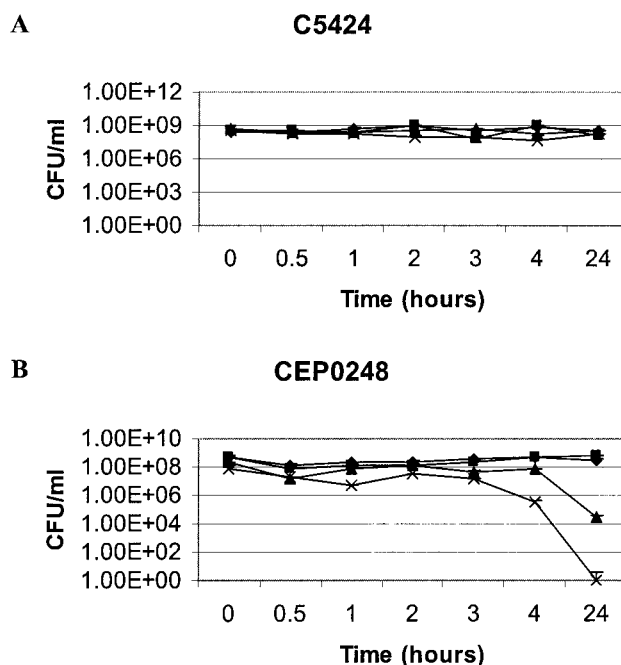 A
C5424
1.00E+12
1.00E+09
1.00E+06
1.00E+03
1.00E+00
CFU/ml
0 0.5 1 2 3 4 24
Time (hours)
B
CEP0248
1.00E+10
1.00E+08
1.00E+06
1.00E+04
1.00E+02
1.00E+00
CFU/ml
0 0.5 1 2 3 4 24
Time (hours)